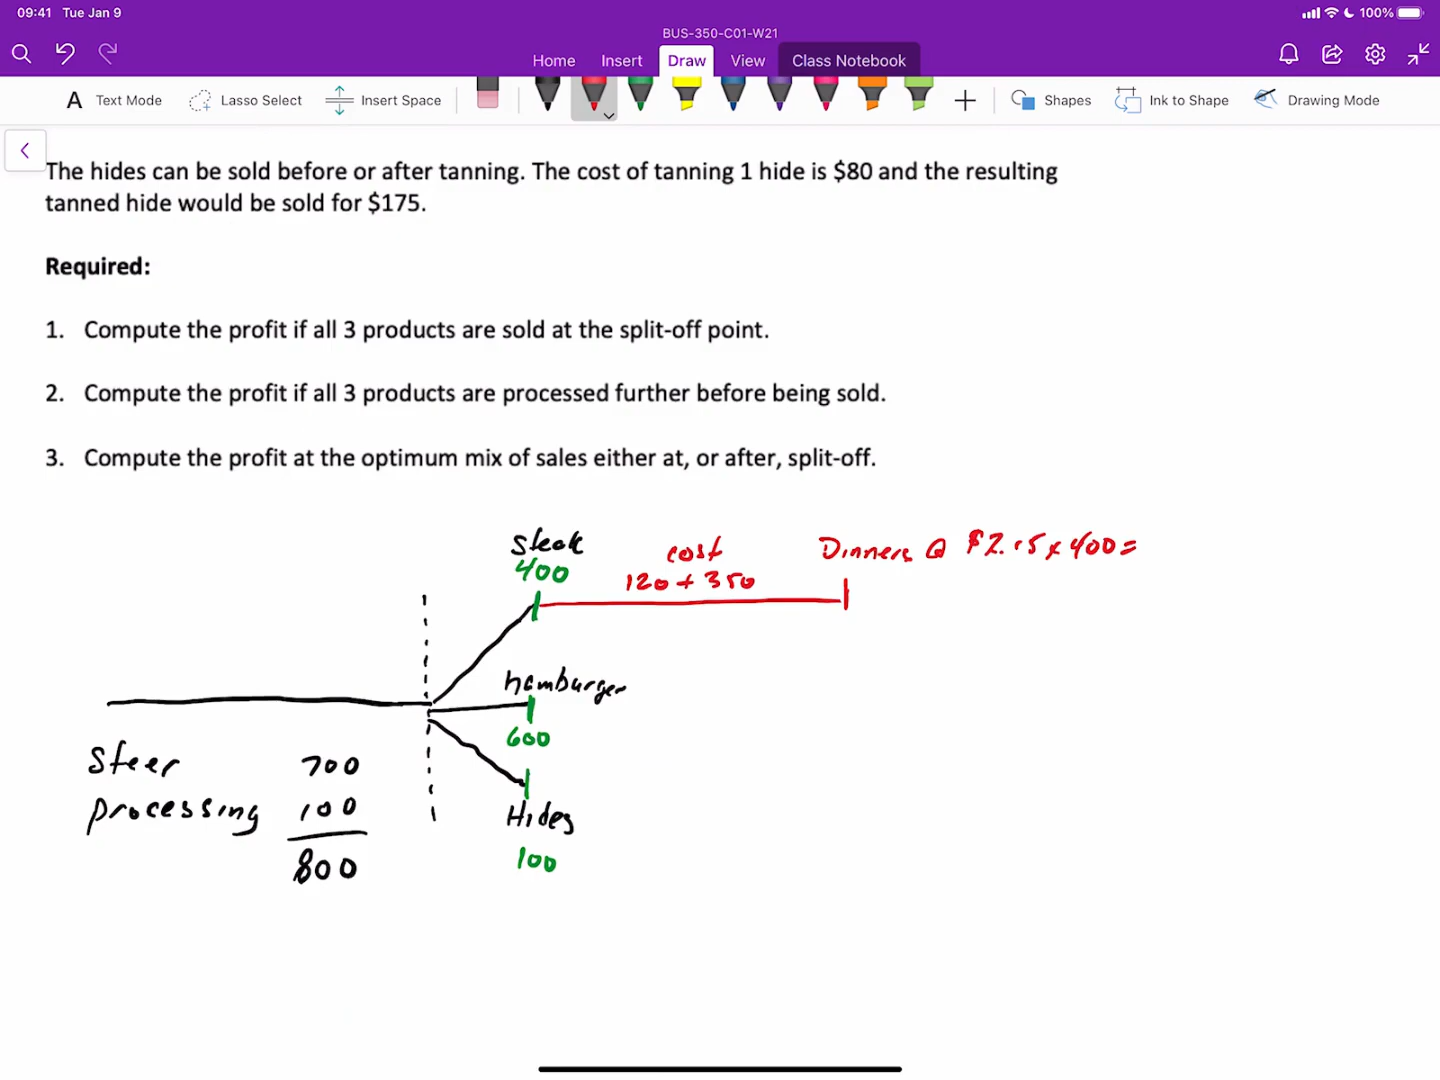 09:41 Tue Jan 9
100%
BUS-350-C01-W21
Home Insert Draw View Class Notebook
A Text Mode Lasso Select Insert Space Shapes Ink to Shape Drawing Mode
The hides can be sold before or after tanning. The cost of tanning 1 hide is $80 and the resulting
tanned hide would be sold for $175.
Required:
1. Compute the profit if all 3 products are sold at the split-off point.
2. Compute the profit if all 3 products are processed further before being sold.
3. Compute the profit at the optimum mix of sales either at, or after, split-off.
Steak
400
cost
120 + 350
Dinners @ x 400 =
hamburger
600
Steer 700
processing 100
800
Hides
100